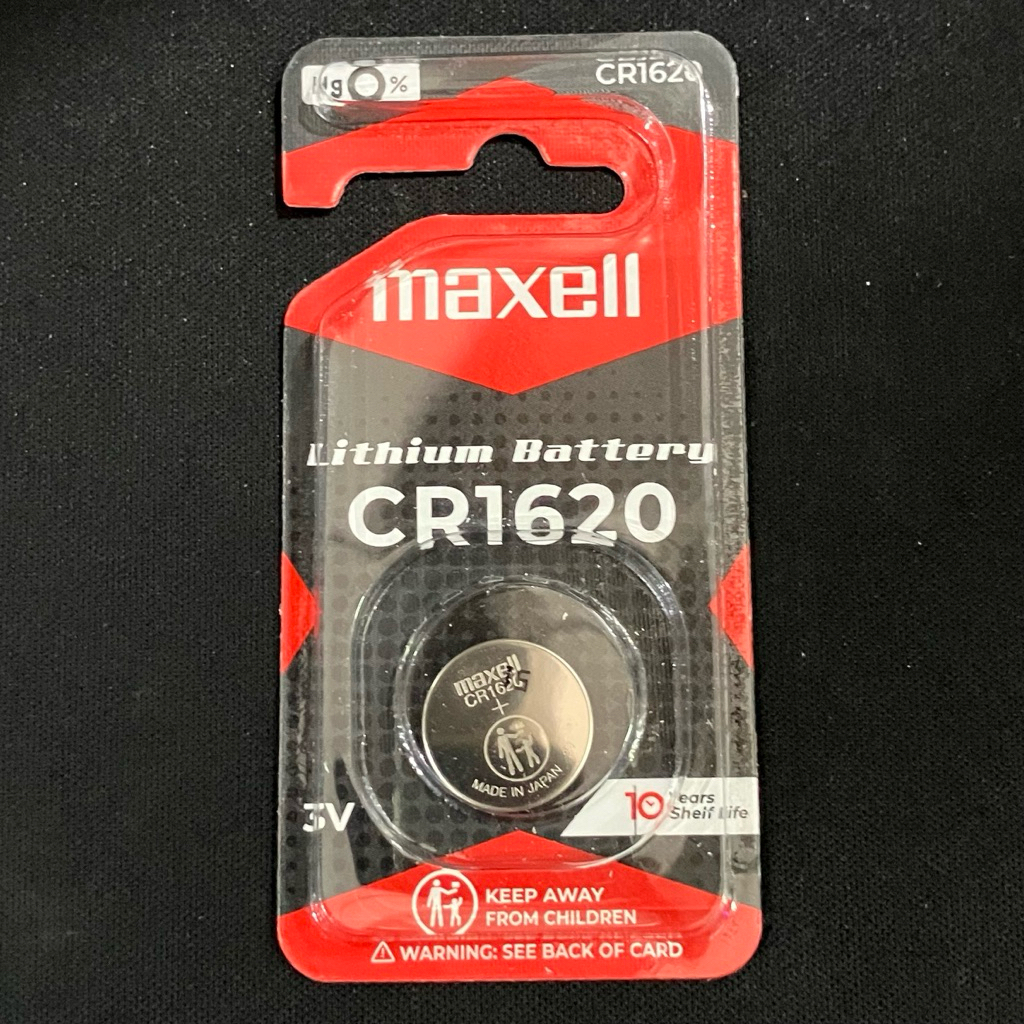 Hg 0 %
CR1620
maxell
Lithium Battery
CR1620
maxell
CR1620
+
MADE IN JAPAN
3V
10 Years
Shelf Life
KEEP AWAY
FROM CHILDREN
WARNING: SEE BACK OF CARD